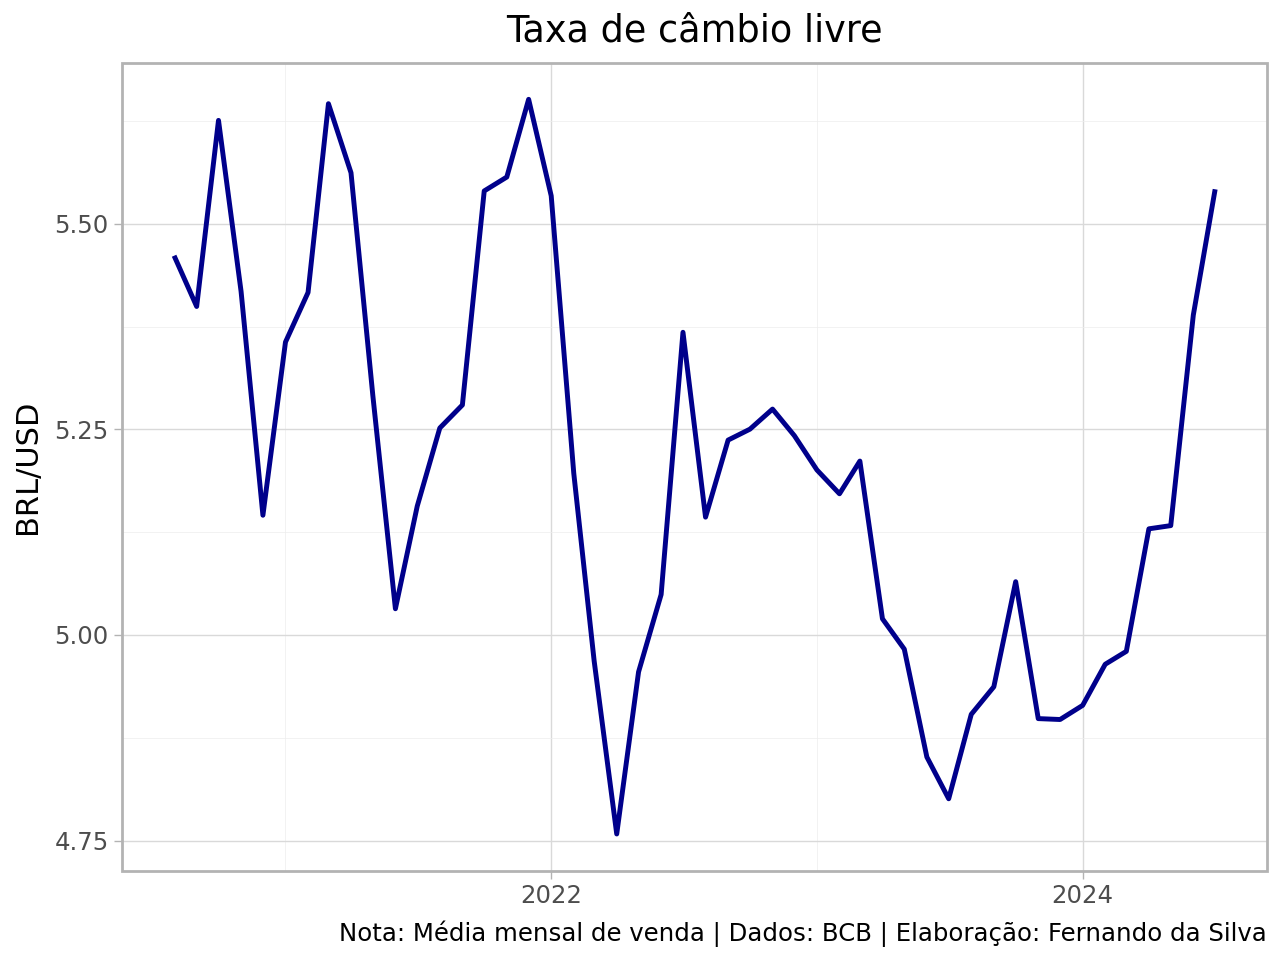 Taxa de câmbio livre
BRL/USD
5.50
5.25
5.00
4.75
2022
2024
Nota: Média mensal de venda | Dados: BCB | Elaboração: Fernando da Silva